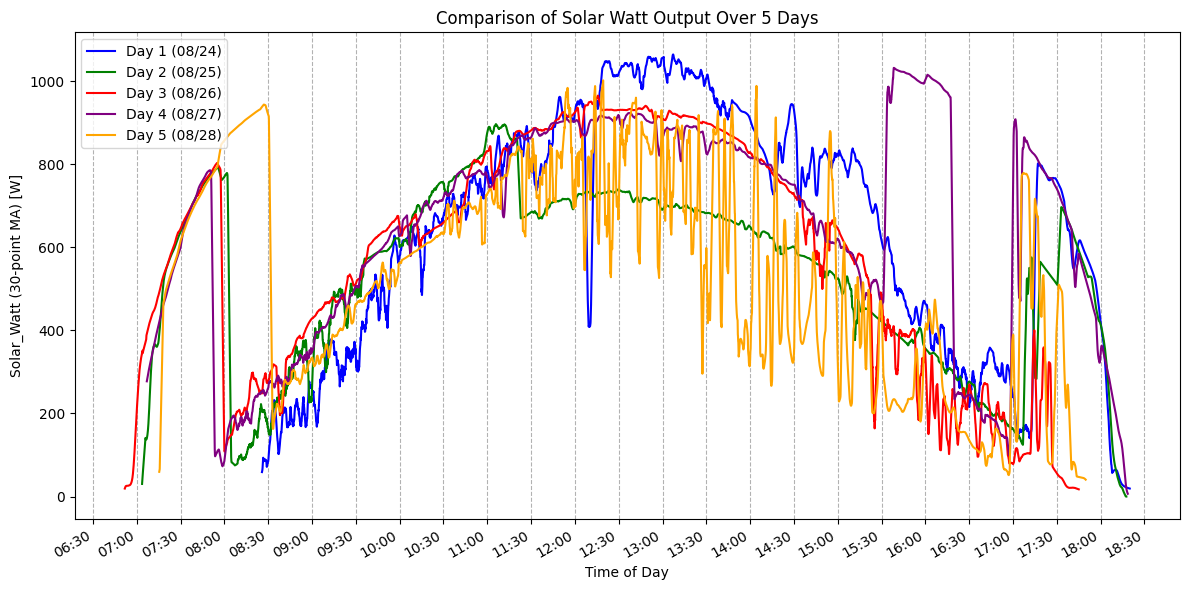 Comparison of Solar Watt Output Over 5 Days
Day 1 (08/24)
Day 2 (08/25)
Day 3 (08/26)
Day 4 (08/27)
Day 5 (08/28)
Solar_Watt (30-point MA) [W]
1000
800
600
400
200
0
06:30 07:00 07:30 08:00 08:30 09:00 09:30 10:00 10:30 11:00 11:30 12:00 12:30 13:00 13:30 14:00 14:30 15:00 15:30 16:00 16:30 17:00 17:30 18:00 18:30
Time of Day